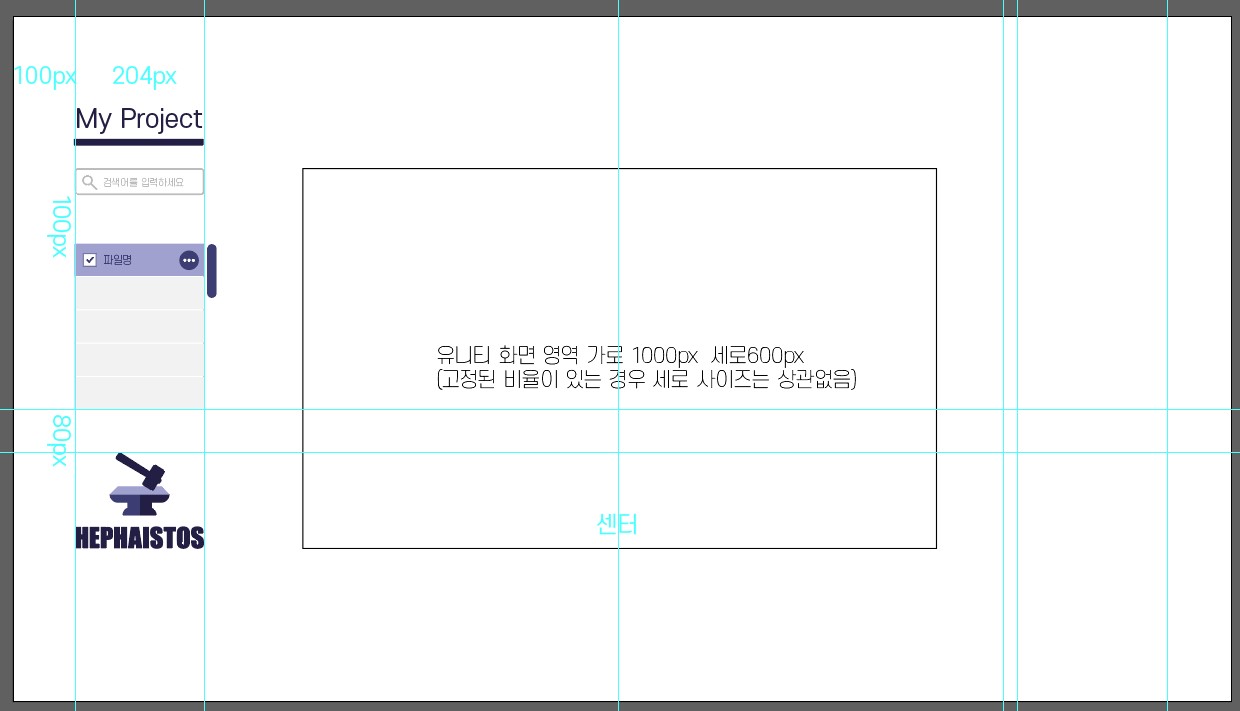 100px 204px
My Project
검색어를 입력하세요
100px
파일명
유니티 화면 영역 가로 1000px 세로600px
(고정된 비율이 있는 경우 세로 사이즈는 상관없음)
80px
센터
HEPHAISTOS